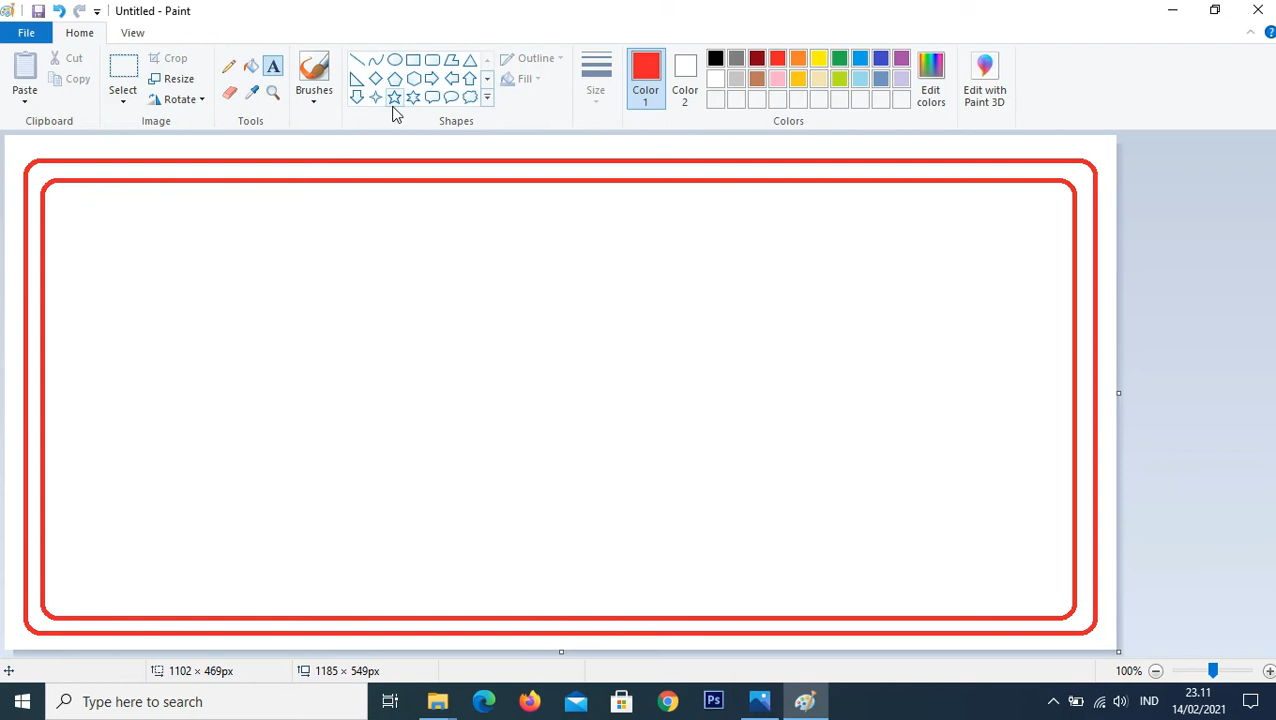 Untitled - Paint
File
Home
View
Paste
Cut
Copy
Clipboard
Select
Crop
Resize
Rotate
Image
Tools
A
Brushes
Shapes
Outline
Fill
Size
Color 1
Color 2
Edit colors
Edit with Paint 3D
Colors
1102 × 469px
1185 × 549px
100%
Type here to search
Ps
IND
23.11
14/02/2021